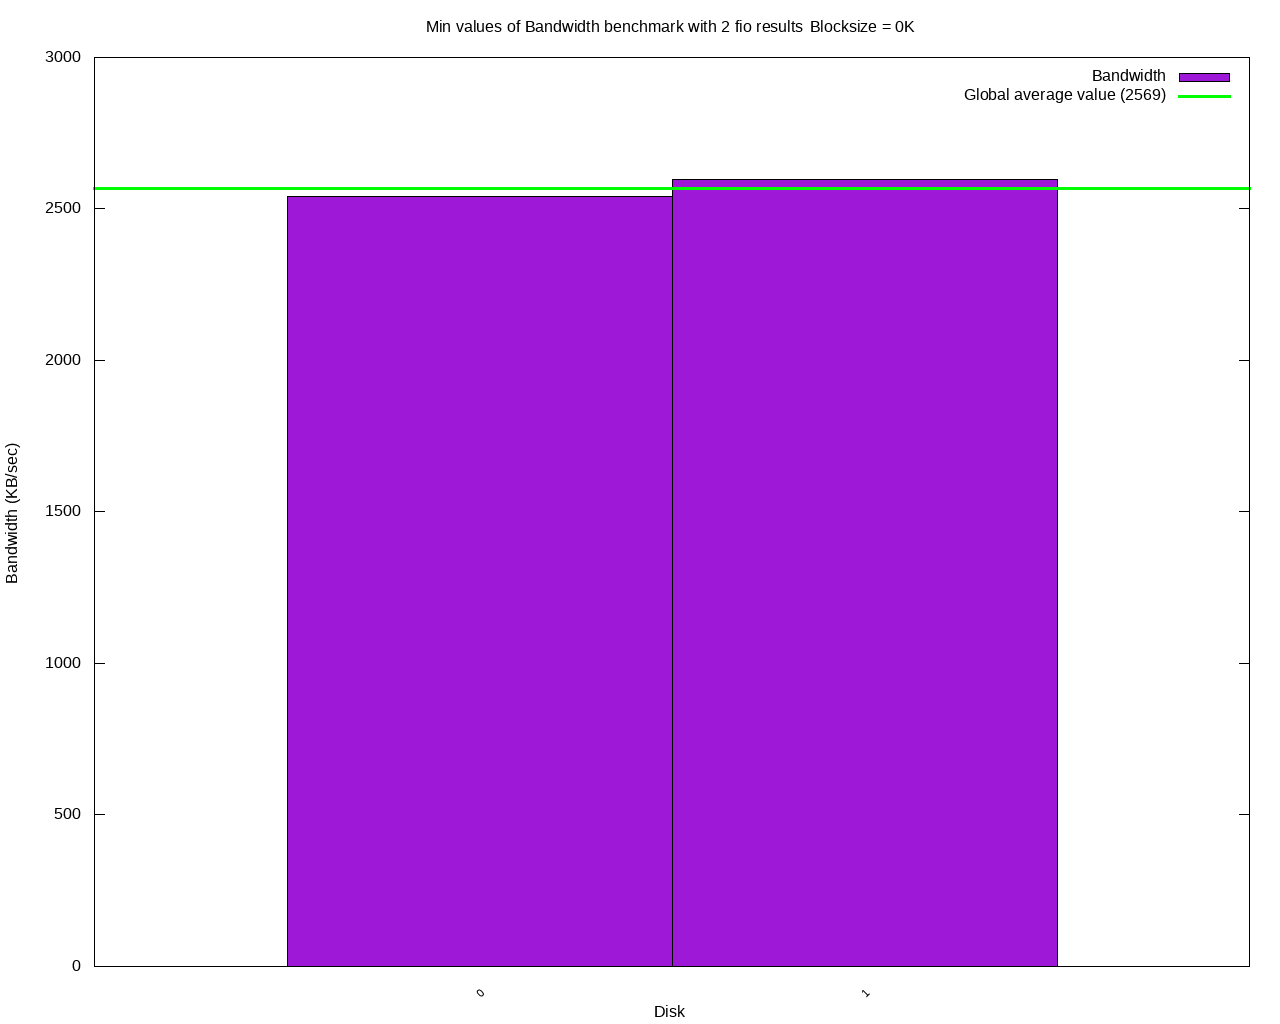 Min values of Bandwidth benchmark with 2 fio results Blocksize = 0K
3000
Bandwidth
Global average value (2569)
2500
2000
1500
Bandwidth (KB/sec)
1000
500
0
0
1
Disk